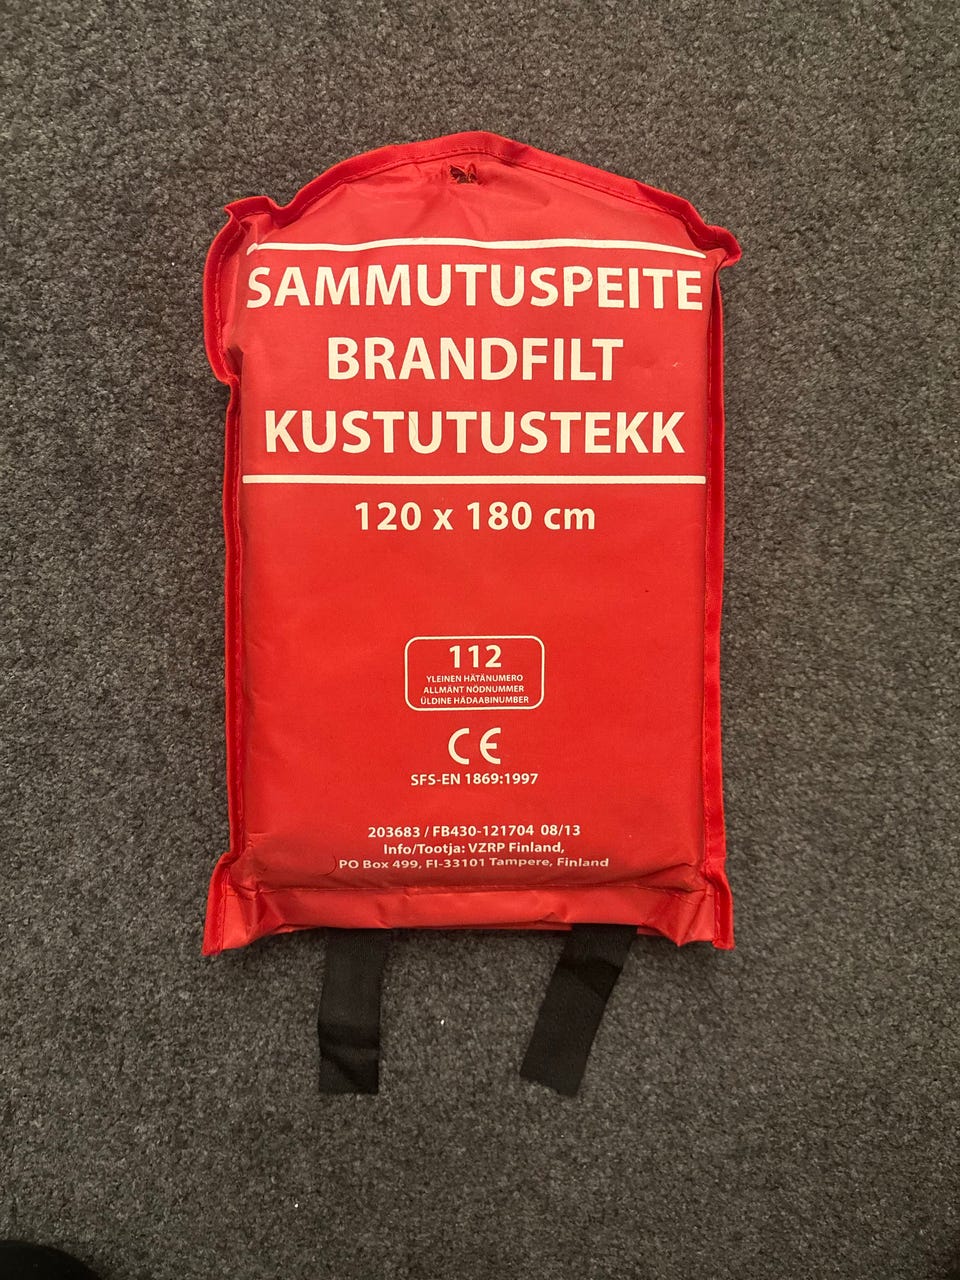 SAMMUTUSPEITE
BRANDFILT
KUSTUTUSTEKK
120 x 180 cm
112
YLEINEN HÄTÄNUMERO
ALLMÄNT NÖDNUMMER
ÜLDINE HÄDAABINUMBER
CE
SFS-EN 1869:1997
203683 / FB430-121704 08/13
Info/Tootja: VZRP Finland,
PO Box 499, FI-33101 Tampere, Finland